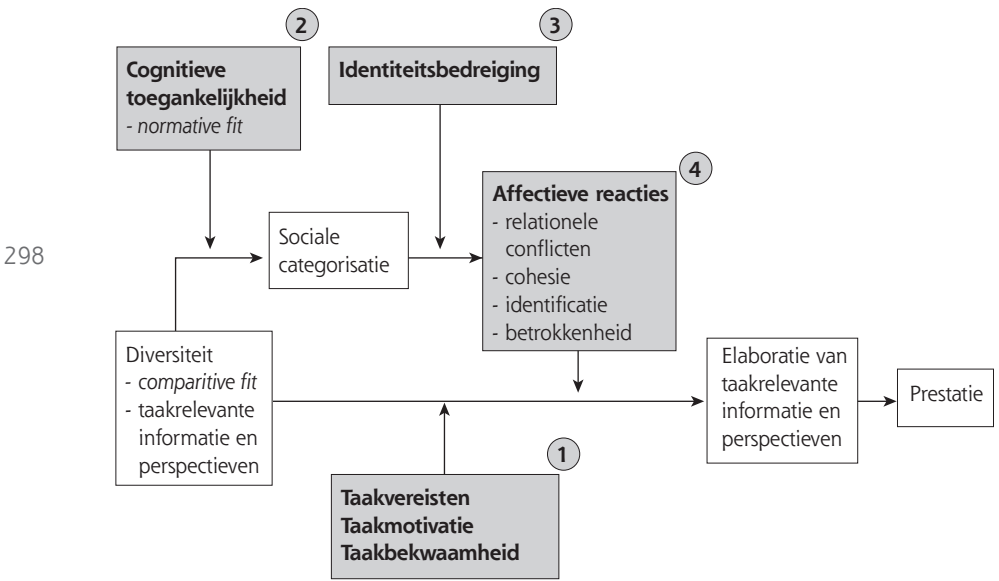 2
3
Cognitieve
toegankelijkheid
- normative fit
Identiteitsbedreiging
4
Affectieve reacties
- relationele
conflicten
- cohesie
- identificatie
- betrokkenheid
Sociale
categorisatie
298
Diversiteit
- comparitive fit
- taakrelevante
informatie en
perspectieven
Elaboratie van
taakrelevante
informatie en
perspectieven
Prestatie
1
Taakvereisten
Taakmotivatie
Taakbekwaamheid